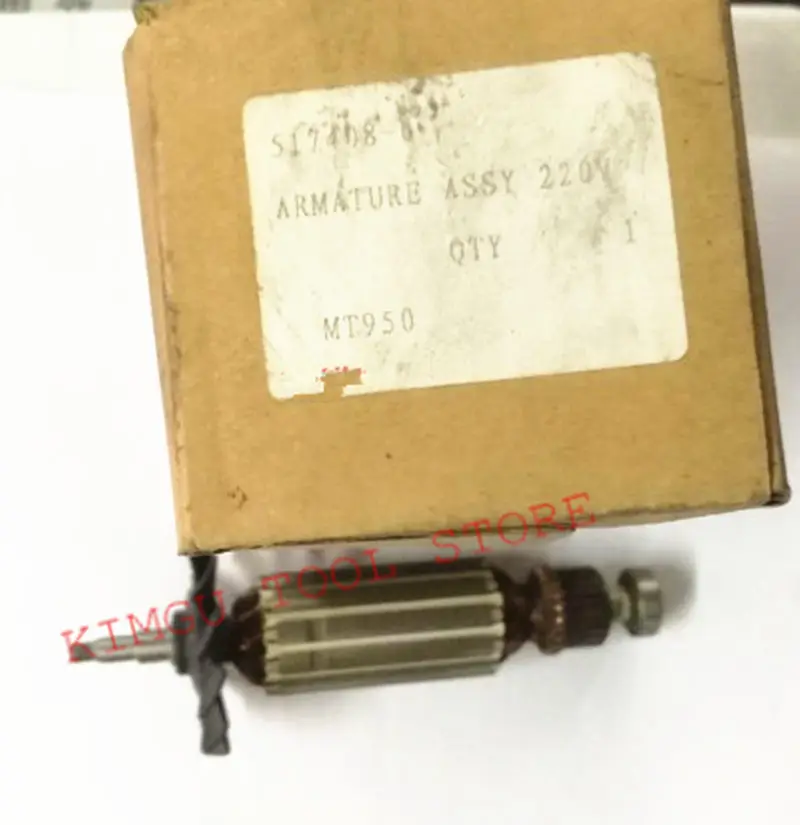 ARMATURE ASSY 220V
QTY 1
MT950
KIMGU TOOL STORE